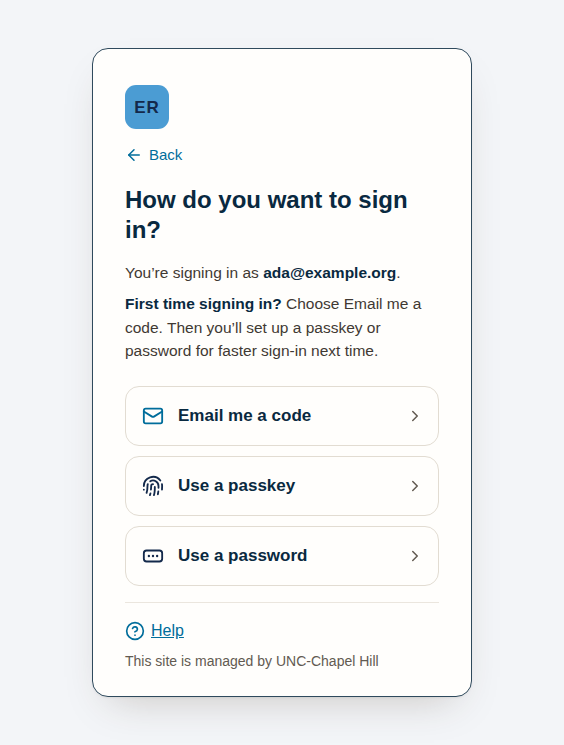 ER
Back
How do you want to sign
in?
You’re signing in as ada@example.org.
First time signing in? Choose Email me a
code. Then you’ll set up a passkey or
password for faster sign-in next time.
Email me a code
Use a passkey
Use a password
Help
This site is managed by UNC-Chapel Hill